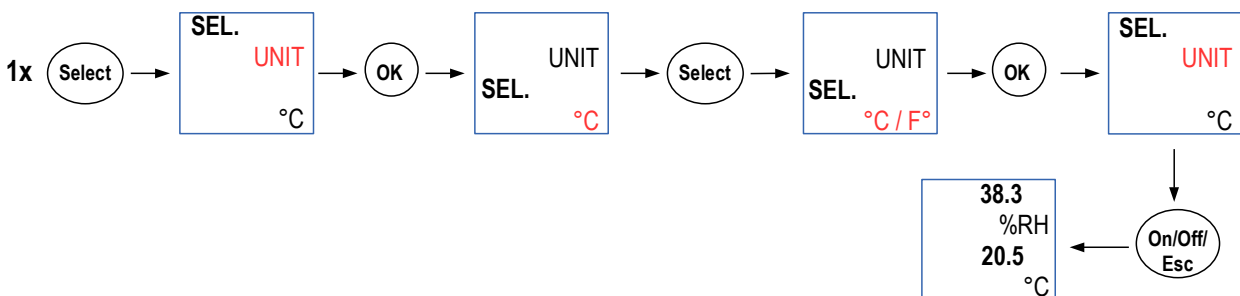 1x
Select
SEL.
UNIT
°C
OK
UNIT
SEL.
°C
Select
UNIT
SEL.
°C / F°
OK
SEL.
UNIT
°C
On/Off/
Esc
38.3
%RH
20.5
°C